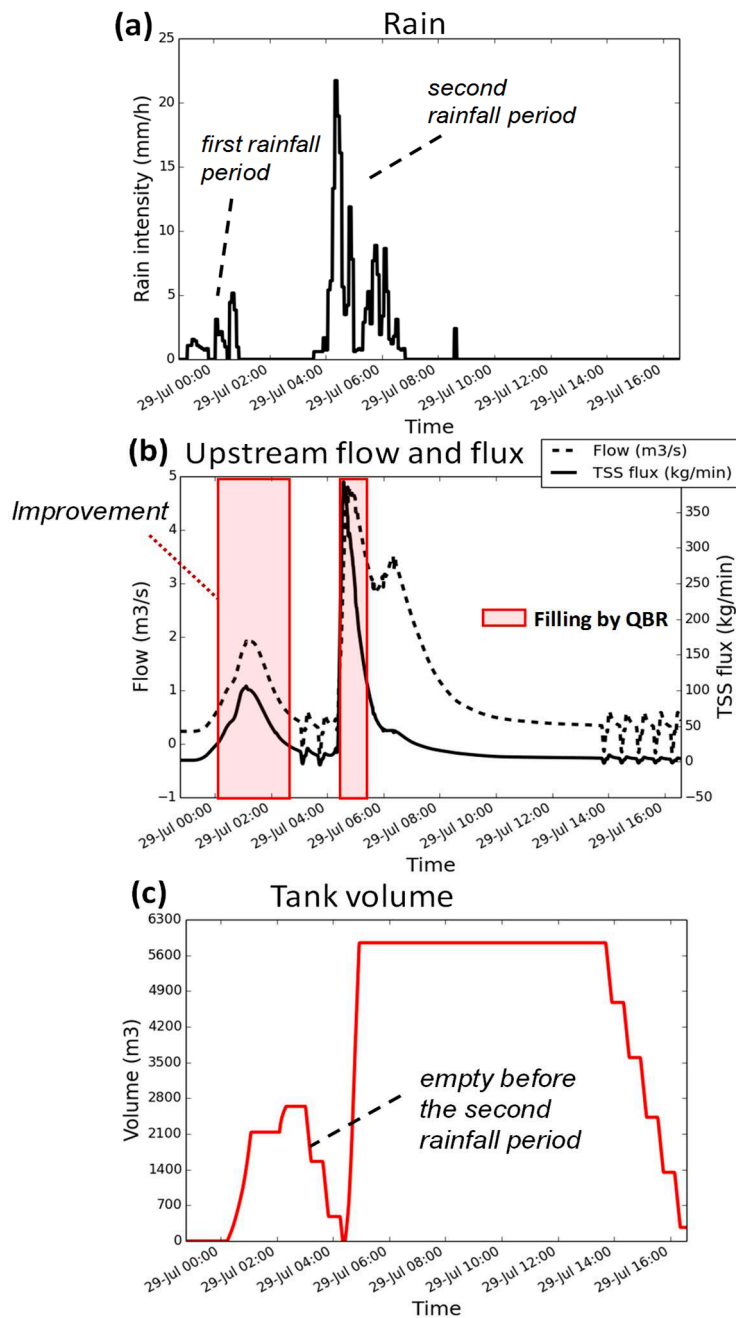 (a) Rain
25
20
15
10
5
0
Rain intensity (mm/h)
first rainfall
period
second
rainfall period
29-Jul 00:00
29-Jul 02:00
29-Jul 04:00
29-Jul 06:00
29-Jul 08:00
29-Jul 10:00
29-Jul 12:00
29-Jul 14:00
29-Jul 16:00
Time
(b) Upstream flow and flux
Flow (m3/s)
TSS flux (kg/min)
Improvement
5
4
3
2
1
0
−1
Flow (m3/s)
Filling by QBR
350
300
250
200
150
100
50
0
−50
TSS flux (kg/min)
29-Jul 00:00
29-Jul 02:00
29-Jul 04:00
29-Jul 06:00
29-Jul 08:00
29-Jul 10:00
29-Jul 12:00
29-Jul 14:00
29-Jul 16:00
Time
(c) Tank volume
6300
5600
4900
4200
3500
2800
2100
1400
700
0
Volume (m3)
empty before
the second
rainfall period
29-Jul 00:00
29-Jul 02:00
29-Jul 04:00
29-Jul 06:00
29-Jul 08:00
29-Jul 10:00
29-Jul 12:00
29-Jul 14:00
29-Jul 16:00
Time